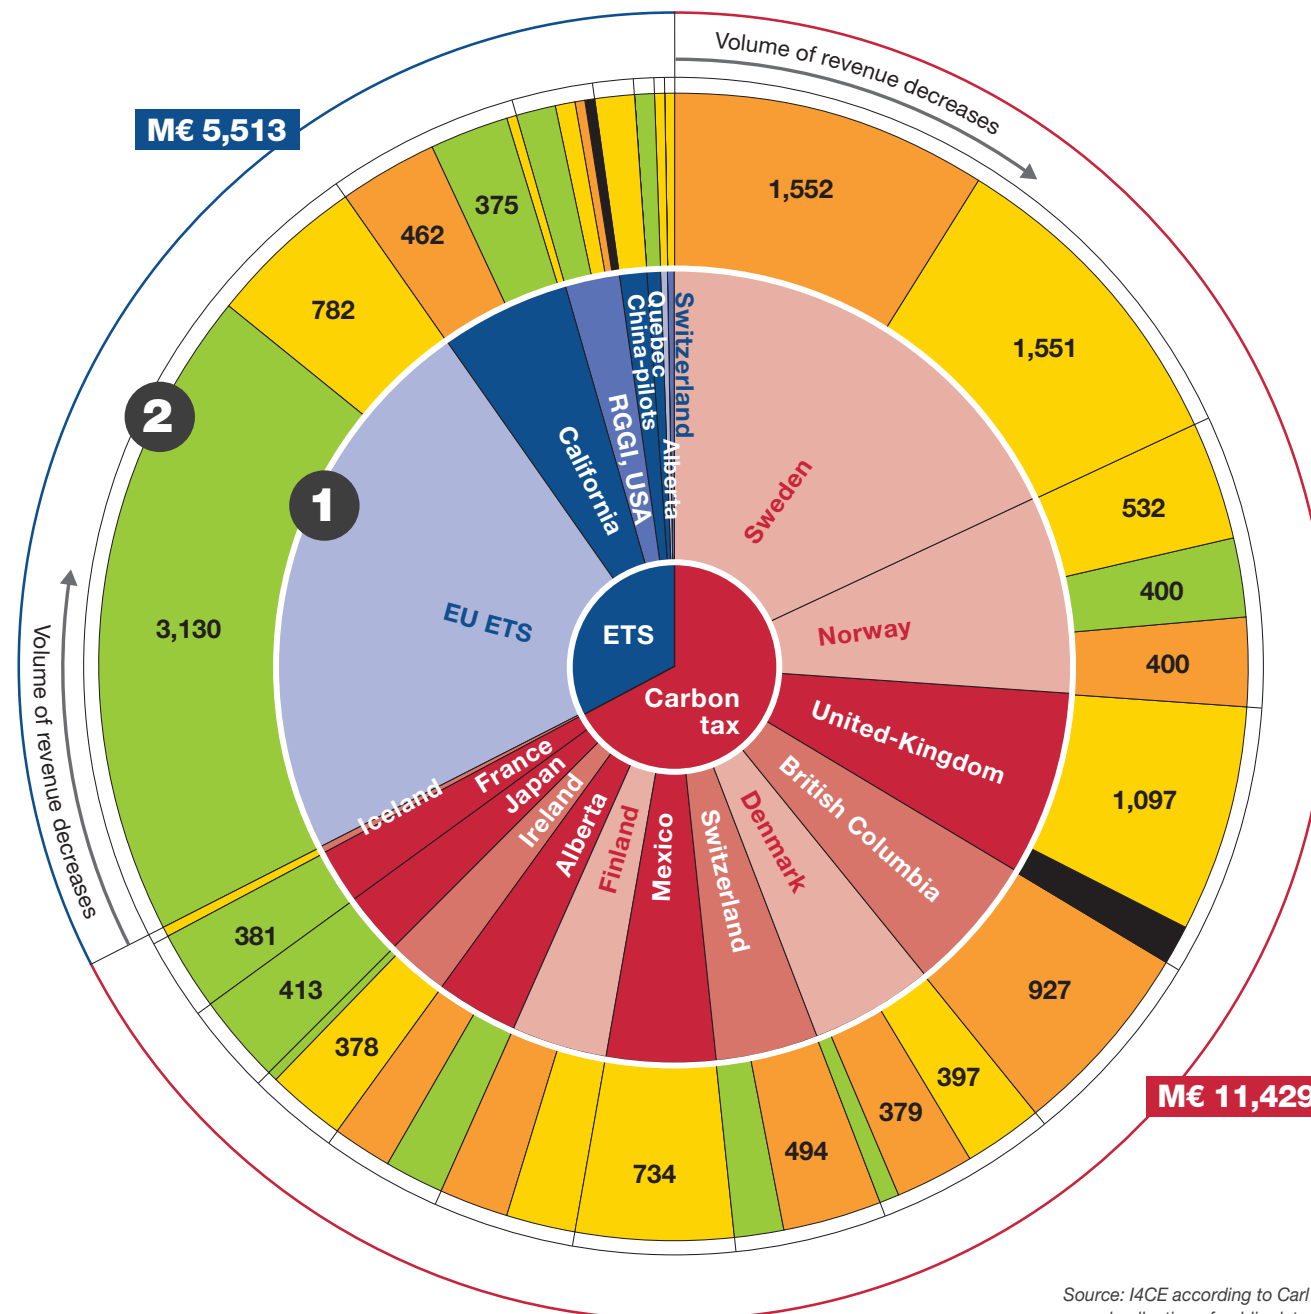 Volume of revenue decreases
M€ 5,513
1,552
375
462
782
1,551
Switzerland
Quebec
China-pilots
RGGI, USA
Alberta
California
2
1
Sweden
532
400
400
3,130
EU ETS
ETS
Norway
Carbon
tax
Volume of revenue decreases
United-Kingdom
1,097
British Columbia
Denmark
Switzerland
Mexico
Finland
Alberta
Ireland
Japan
France
Iceland
381
413
378
734
494
379
397
927
M€ 11,429
Source: I4CE according to Carl